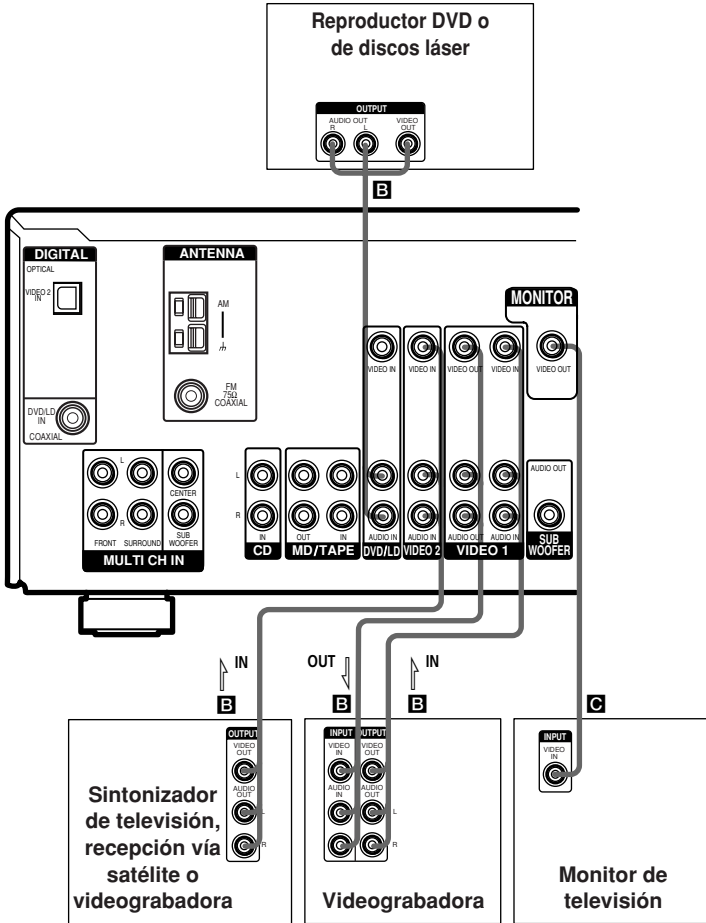 Reproductor DVD o
de discos láser
OUTPUT
AUDIO OUT
R L
VIDEO
OUT
B
DIGITAL
OPTICAL
VIDEO 2
IN
DVD/LD
IN
COAXIAL
ANTENNA
AM
FM
75Ω
COAXIAL
MONITOR
VIDEO IN
VIDEO IN
VIDEO OUT
VIDEO IN
VIDEO OUT
L
R
CENTER
FRONT
SURROUND
SUB
WOOFER
MULTI CH IN
L
R
IN
CD
OUT
IN
MD/TAPE
AUDIO IN
DVD/LD
AUDIO IN
VIDEO 2
AUDIO OUT
AUDIO IN
VIDEO 1
AUDIO OUT
SUB
WOOFER
IN
B
OUT
B
IN
B
C
OUTPUT
VIDEO
OUT
AUDIO
OUT
L
R
Sintonizador
de televisión,
recepción vía
satélite o
videograbadora
INPUT OUTPUT
VIDEO
IN
VIDEO
OUT
AUDIO
IN
AUDIO
OUT
L
R
Videograbadora
INPUT
VIDEO
IN
Monitor de
televisión